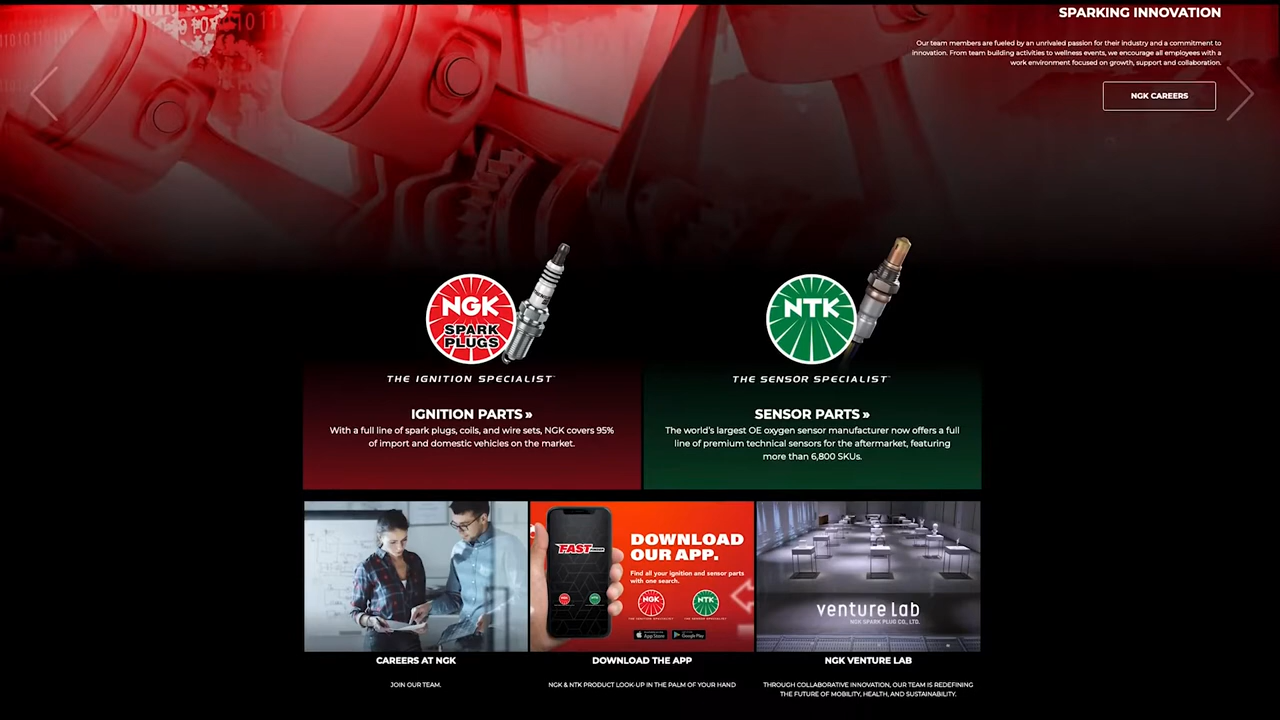 SPARKING INNOVATION
Our team members are fueled by an unrivaled passion for their industry and a commitment to
innovation. From team building activities to wellness events, we encourage all employees with a
work environment focused on growth, support and collaboration.
NGK CAREERS
NGK
SPARK
PLUGS
THE IGNITION SPECIALIST
IGNITION PARTS »
With a full line of spark plugs, coils, and wire sets, NGK covers 95%
of import and domestic vehicles on the market.
NTK
THE SENSOR SPECIALIST
SENSOR PARTS »
The world's largest OE oxygen sensor manufacturer now offers a full
line of premium technical sensors for the aftermarket, featuring
more than 6,800 SKUs.
CAREERS AT NGK
JOIN OUR TEAM.
FAST
DOWNLOAD
OUR APP.
Find all your ignition and sensor parts
with one search.
NGK
NTK
App Store
Google Play
DOWNLOAD THE APP
NGK & NTK PRODUCT LOOK-UP IN THE PALM OF YOUR HAND
venture Lab
NGK SPARK PLUG CO., LTD.
NGK VENTURE LAB
THROUGH COLLABORATIVE INNOVATION, OUR TEAM IS REDEFINING
THE FUTURE OF MOBILITY, HEALTH, AND SUSTAINABILITY.